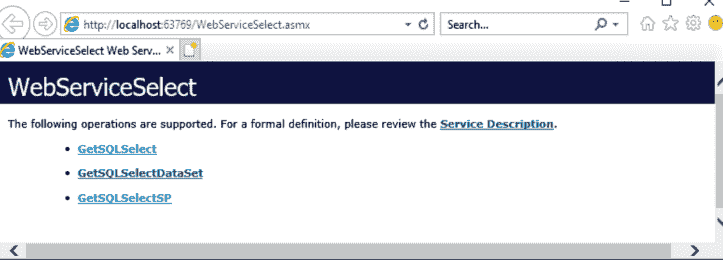 http://localhost:63769/WebServiceSelect.asmx
Search...
WebServiceSelect Web Serv...
WebServiceSelect
The following operations are supported. For a formal definition, please review the Service Description.
GetSQLSelect
GetSQLSelectDataSet
GetSQLSelectSP